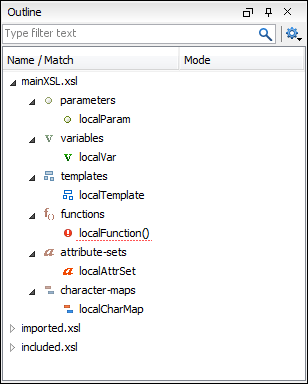 Outline
Type filter text
Name / Match Mode
mainXSL.xsl
parameters
localParam
variables
localVar
templates
localTemplate
functions
localFunction()
attribute-sets
localAttrSet
character-maps
localCharMap
imported.xsl
included.xsl